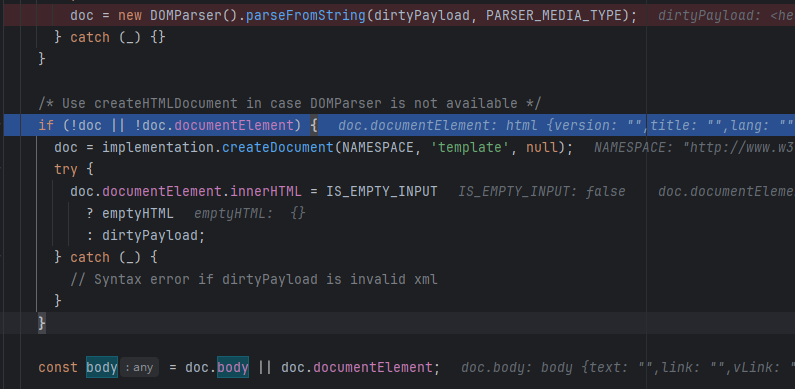 doc = new DOMParser().parseFromString(dirtyPayload, PARSER_MEDIA_TYPE);   dirtyPayload: <he
} catch (_) {}
}
/* Use createHTMLDocument in case DOMParser is not available */
if (!doc || !doc.documentElement) {   doc.documentElement: html {version: "",title: "",lang: ""
doc = implementation.createDocument(NAMESPACE, 'template', null);   NAMESPACE: "http://www.w3
try {
doc.documentElement.innerHTML = IS_EMPTY_INPUT   IS_EMPTY_INPUT: false   doc.documentEleme
? emptyHTML   emptyHTML:  {}
: dirtyPayload;
} catch (_) {
// Syntax error if dirtyPayload is invalid xml
}
}
const body : any = doc.body || doc.documentElement;   doc.body: body {text: "",link: "",vLink: "